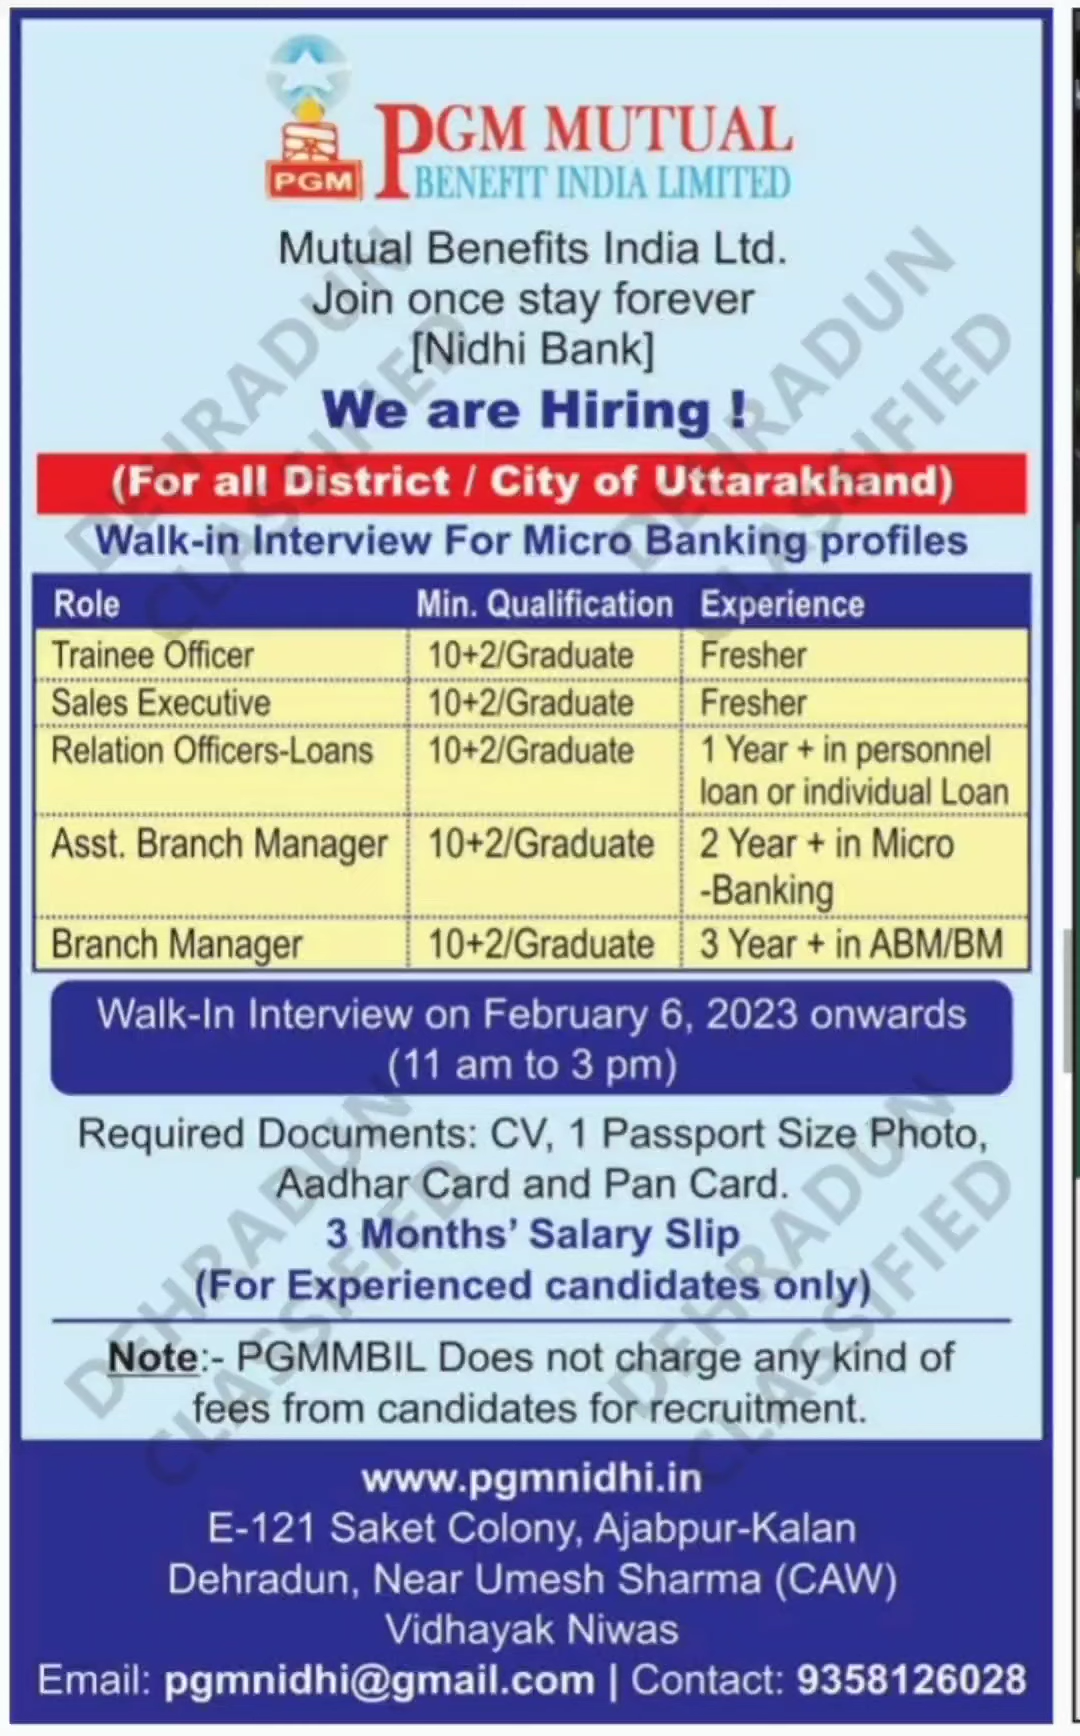 PGM
PGM MUTUAL
BENEFIT INDIA LIMITED
Mutual Benefits India Ltd.
Join once stay forever
[Nidhi Bank]
We are Hiring !
(For all District / City of Uttarakhand)
Walk-in Interview For Micro Banking profiles
Role Min. Qualification Experience
Trainee Officer 10+2/Graduate Fresher
Sales Executive 10+2/Graduate Fresher
Relation Officers-Loans 10+2/Graduate 1 Year + in personnel
loan or individual Loan
Asst. Branch Manager 10+2/Graduate 2 Year + in Micro
-Banking
Branch Manager 10+2/Graduate 3 Year + in ABM/BM
Walk-In Interview on February 6, 2023 onwards
(11 am to 3 pm)
Required Documents: CV, 1 Passport Size Photo,
Aadhar Card and Pan Card.
3 Months' Salary Slip
(For Experienced candidates only)
Note:- PGMMBIL Does not charge any kind of
fees from candidates for recruitment.
www.pgmnidhi.in
E-121 Saket Colony, Ajabpur-Kalan
Dehradun, Near Umesh Sharma (CAW)
Vidhayak Niwas
Email: pgmnidhi@gmail.com | Contact: 9358126028
DEHRADUN
CLASSIFIED
DEHRADUN
CLASSIFIED
DEHRADUN
CLASSIFIED
DEHRADUN
CLASSIFIED